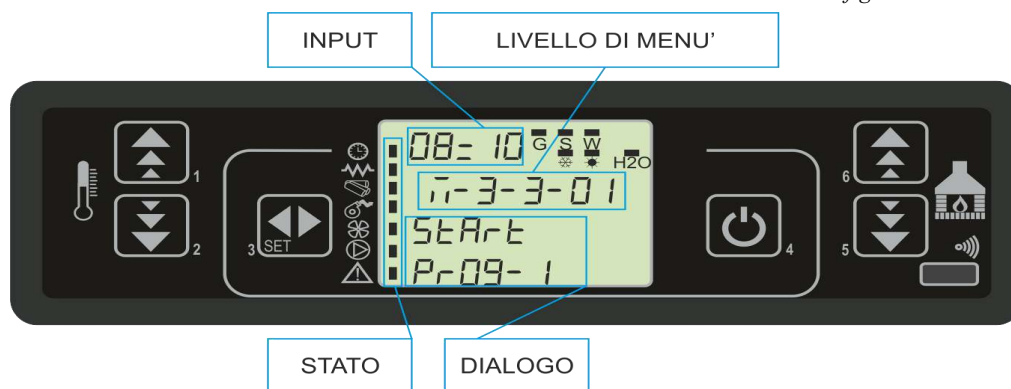 INPUT
LIVELLO DI MENU'
08= 10
G S W
H2O
1
6
n-3-3-01
StArt
Pr09-1
3
SET
2
4
5
STATO
DIALOGO